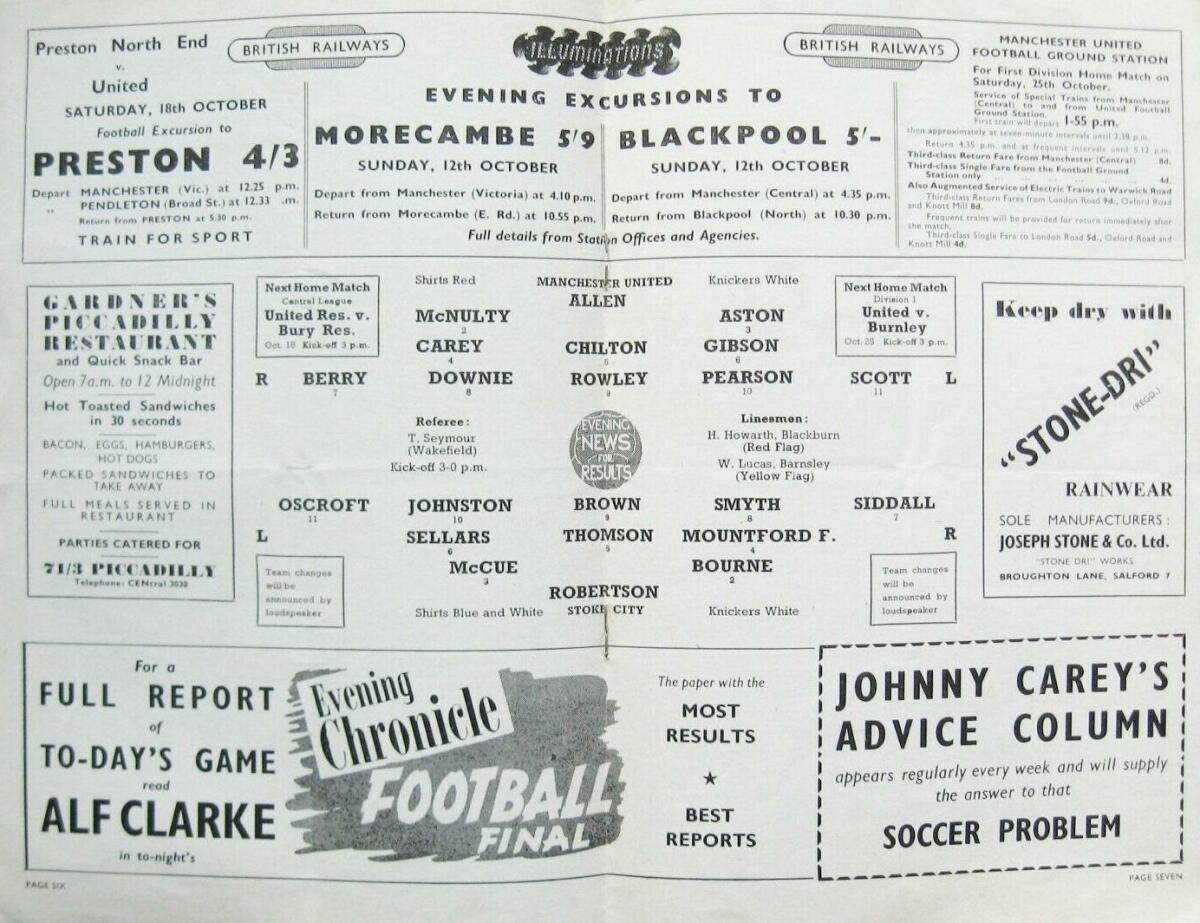 Preston North End
v.
United
SATURDAY, 18th OCTOBER
Football Excursion to
PRESTON 4/3
Depart MANCHESTER (Vic.) at 12.25 p.m.
" PENDLETON (Broad St.) at 12.33 .m.
Return from PRESTON at 5.30 p.m.
TRAIN FOR SPORT
BRITISH RAILWAYS
ILLUMINATIONS
BRITISH RAILWAYS
EVENING EXCURSIONS TO
MORECAMBE 5'9
SUNDAY, 12th OCTOBER
Depart from Manchester (Victoria) at 4.10 p.m.
Return from Morecambe (E. Rd.) at 10.55 p.m.
BLACKPOOL 5'-
SUNDAY, 12th OCTOBER
Depart from Manchester (Central) at 4.35 p.m.
Return from Blackpool (North) at 10.30 p.m.
Full details from Station Offices and Agencies.
MANCHESTER UNITED
FOOTBALL GROUND STATION
For First Division Home Match on
Saturday, 25th October.
Service of Special Trains from Manchester
(Central) to and from United Football
Ground Station.
First train will depart 1-55 p.m.
then approximately at seven-minute intervals until 2.38 p.m.
Return 4.35 p.m. and at frequent intervals until 5.12 p.m.
Third-class Return Fare from Manchester (Central) 8d.
Third-class Single Fare from the Football Ground
Station only ... 4d.
Also Augmented Service of Electric Trains to Warwick Road
Third-class Return Fares from London Road 9d., Oxford Road
and Knott Mill 8d.
Frequent trains will be provided for return immediately after
the match.
Third-class Single Fare to London Road 5d., Oxford Road and
Knott Mill 4d.
GARDNER'S
PICCADILLY
RESTAURANT
and Quick Snack Bar
Open 7a.m. to 12 Midnight
Hot Toasted Sandwiches
in 30 seconds
BACON, EGGS, HAMBURGERS,
HOT DOGS
PACKED SANDWICHES TO
TAKE AWAY
FULL MEALS SERVED IN
RESTAURANT
PARTIES CATERED FOR
71/3 PICCADILLY
Telephone: CENtral 3030
Next Home Match
Central League
United Res. v.
Bury Res.
Oct. 18 Kick-off 3 p.m.
Shirts Red
MANCHESTER UNITED
Knickers White
Next Home Match
Division 1
United v.
Burnley
Oct. 25 Kick-off 3 p.m.
ALLEN
McNULTY
2
ASTON
3
CAREY
4
CHILTON
5
GIBSON
6
R BERRY
7
DOWNIE
8
ROWLEY
9
PEARSON
10
SCOTT L
11
Referee:
T. Seymour
(Wakefield)
Kick-off 3-0 p.m.
EVENING
NEWS
FOR
RESULTS
Linesmen:
H. Howarth, Blackburn
(Red Flag)
W. Lucas, Barnsley
(Yellow Flag)
OSCROFT
11
JOHNSTON
10
BROWN
9
SMYTH
8
SIDDALL
7
L
SELLARS
6
THOMSON
5
MOUNTFORD F.
4
R
McCUE
3
BOURNE
2
ROBERTSON
STOKE CITY
Team changes
will be
announced by
loudspeaker
Shirts Blue and White
Knickers White
Team changes
will be
announced by
loudspeaker
Keep dry with
"STONE-DRI"
(REGD.)
RAINWEAR
SOLE MANUFACTURERS:
JOSEPH STONE & Co. Ltd.
"STONE DRI" WORKS
BROUGHTON LANE, SALFORD 7
For a
FULL REPORT
of
TO-DAY'S GAME
read
ALF CLARKE
in to-night's
Evening
Chronicle
FOOTBALL
FINAL
The paper with the
MOST
RESULTS
★
BEST
REPORTS
JOHNNY CAREY'S
ADVICE COLUMN
appears regularly every week and will supply
the answer to that
SOCCER PROBLEM
PAGE SIX
PAGE SEVEN